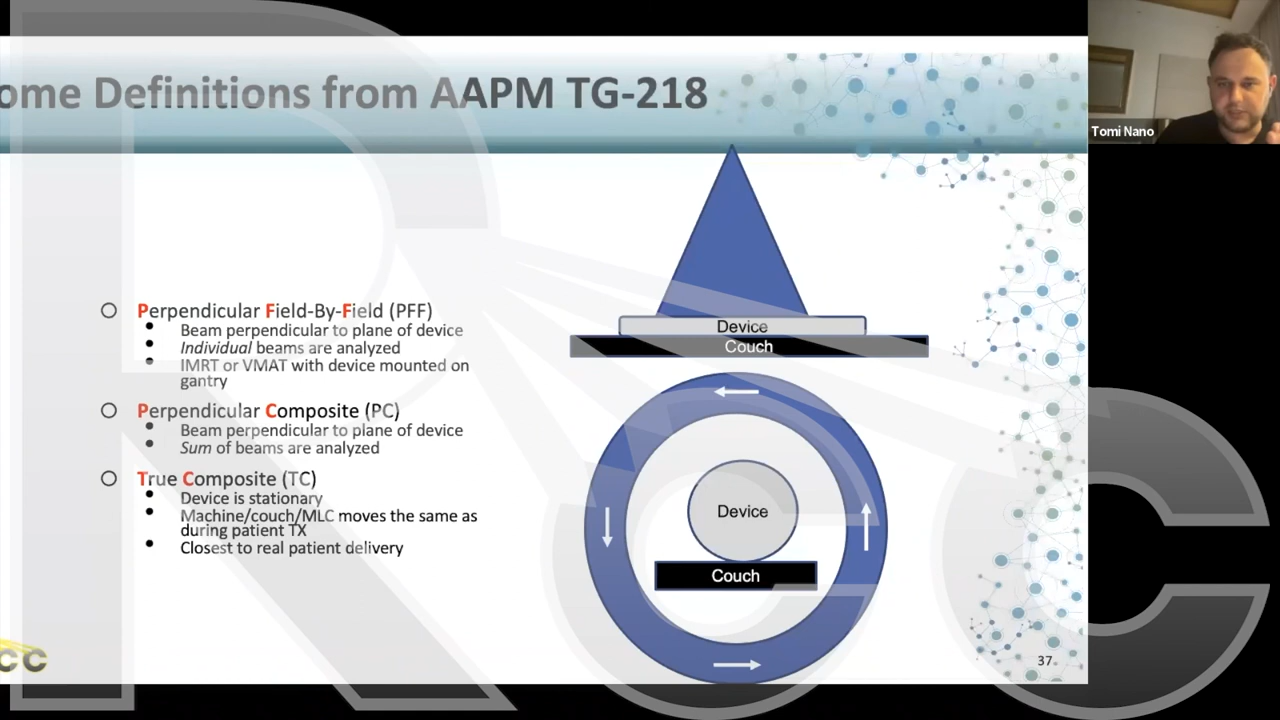 ome Definitions from AAPM TG-218
Tomi Nano
Perpendicular Field-By-Field (PFF)
Beam perpendicular to plane of device
Individual beams are analyzed
IMRT or VMAT with device mounted on
gantry
Perpendicular Composite (PC)
Beam perpendicular to plane of device
Sum of beams are analyzed
True Composite (TC)
Device is stationary
Machine/couch/MLC moves the same as
during patient TX
Closest to real patient delivery
Device
Couch
Device
Couch
CC
37
RCC